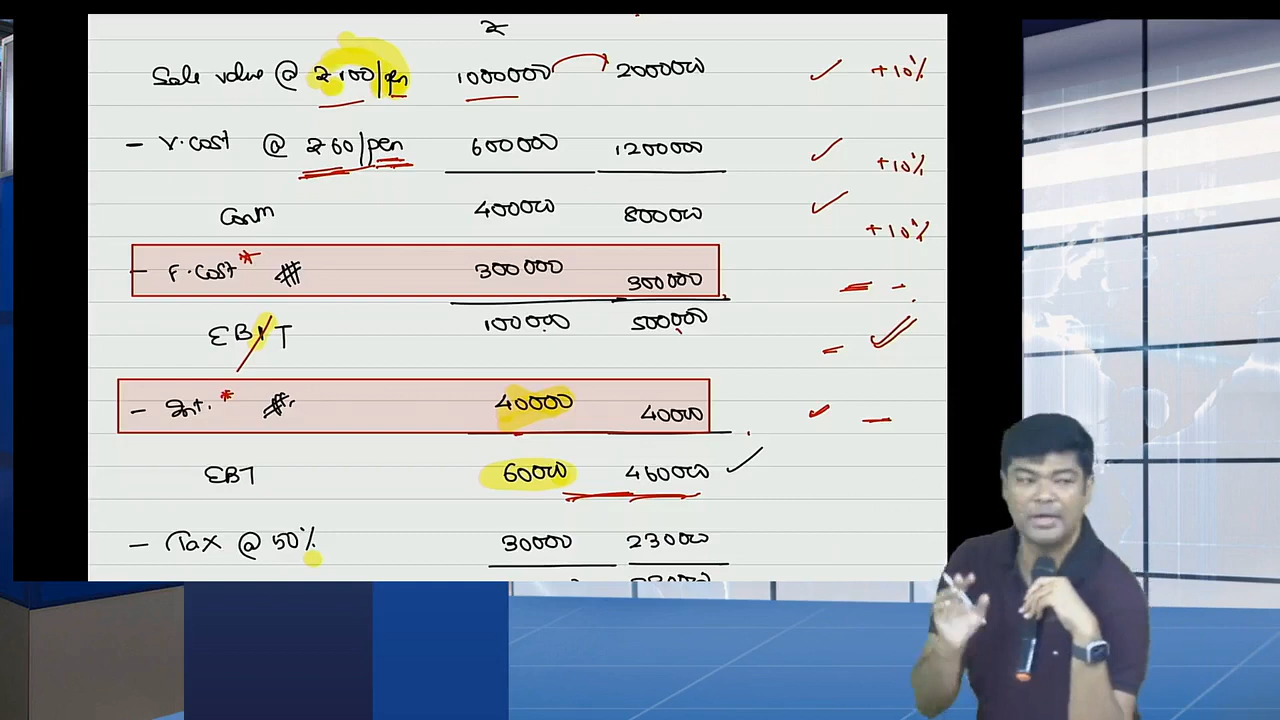 ₹
Sale value @ ₹100/pen 1000000 2000000 +10%
- V.cost @ ₹60/pen 600000 1200000 +10%
Conm 400000 800000 +10%
- F.cost* # 300000 300000 -
EBIT 100000 500000 -
- Int.* # 40000 40000 -
EBT 60000 460000
- Tax @ 50% 30000 230000